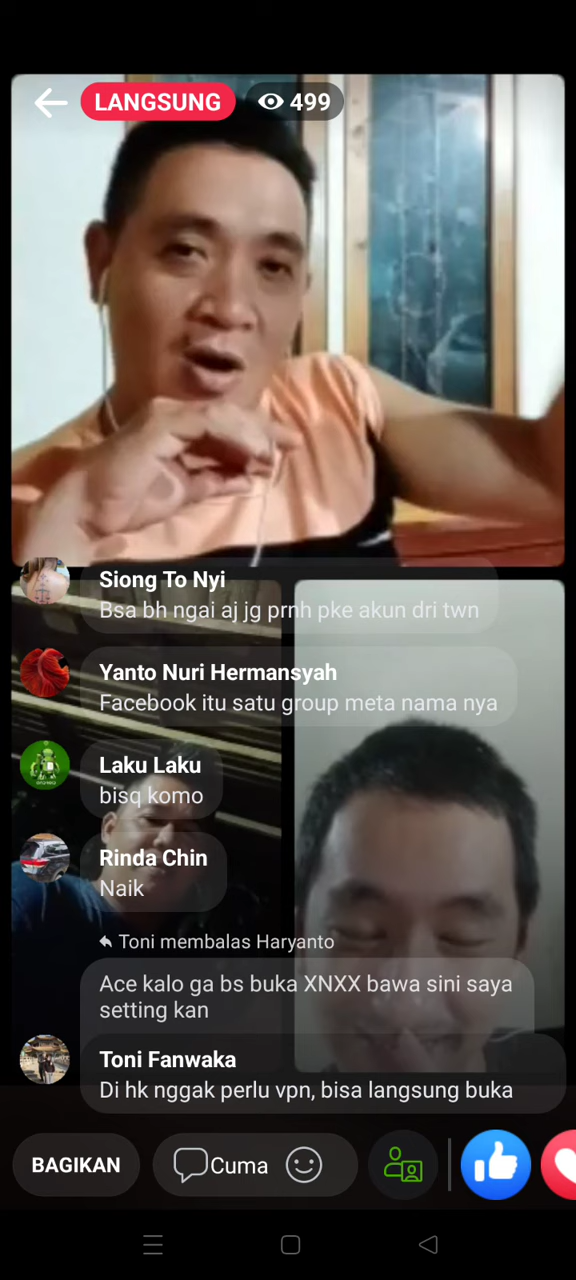 LANGSUNG
499
Siong To Nyi
Bsa bh ngai aj jg prnh pke akun dri twn
Yanto Nuri Hermansyah
Facebook itu satu group meta nama nya
Laku Laku
bisq komo
Rinda Chin
Naik
Toni membalas Haryanto
Ace kalo ga bs buka XNXX bawa sini saya
setting kan
Toni Fanwaka
Di hk nggak perlu vpn, bisa langsung buka
BAGIKAN
Cuma